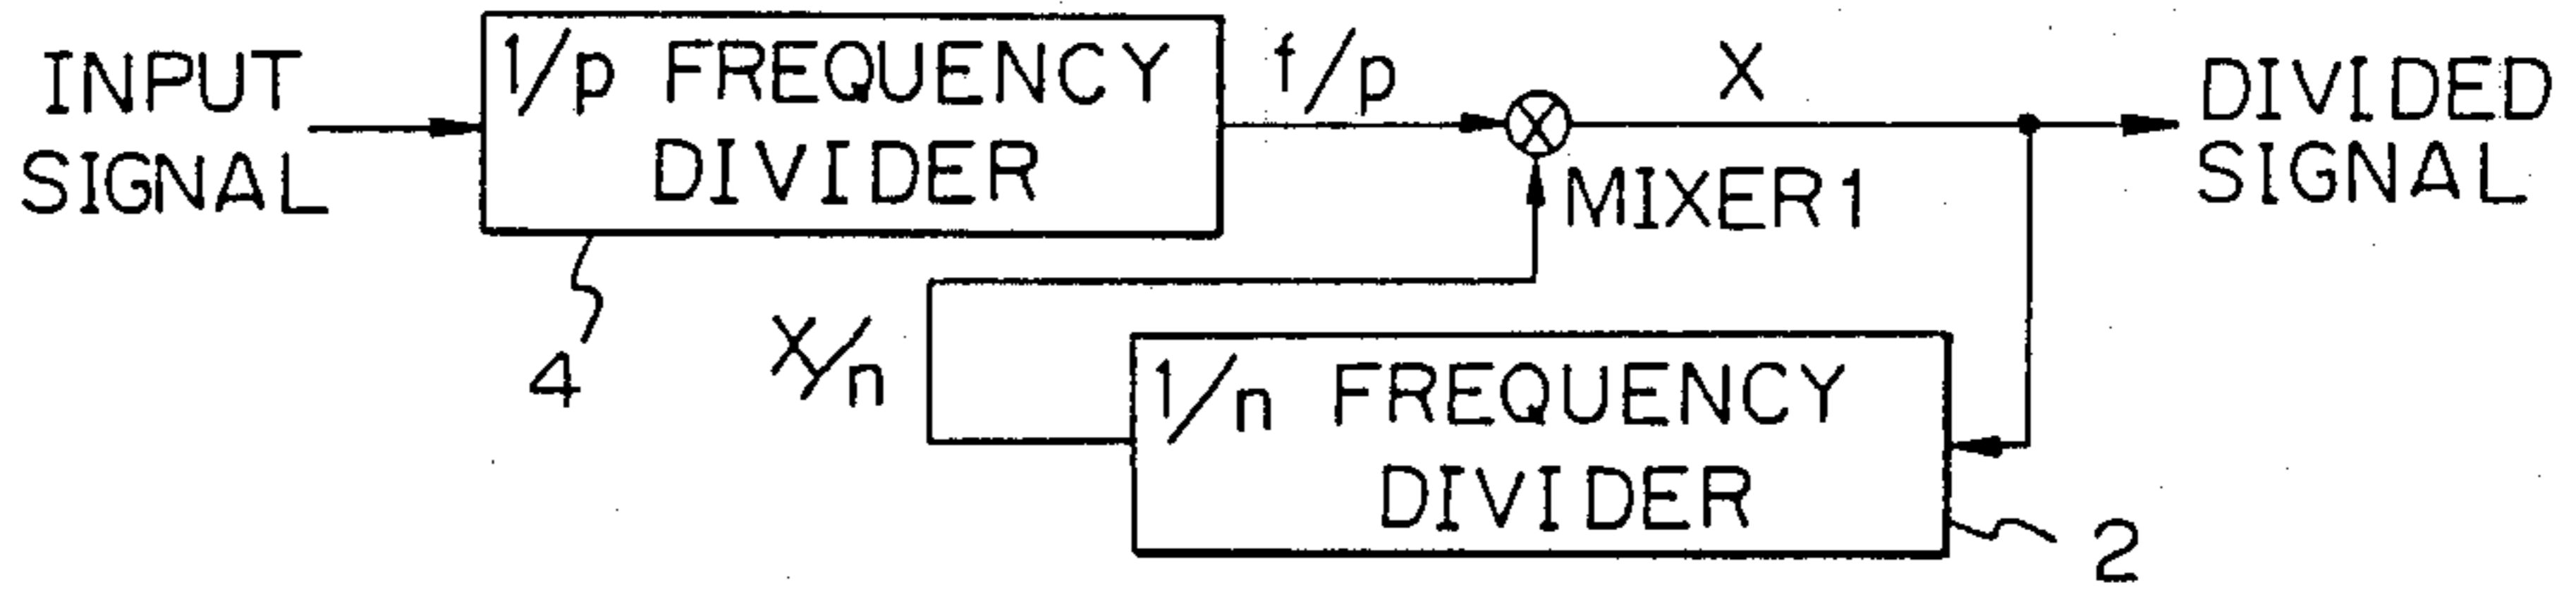 INPUT
SIGNAL
1/p FREQUENCY
DIVIDER
f/p
X
DIVIDED
SIGNAL
MIXER1
4
X/n
1/n FREQUENCY
DIVIDER
2